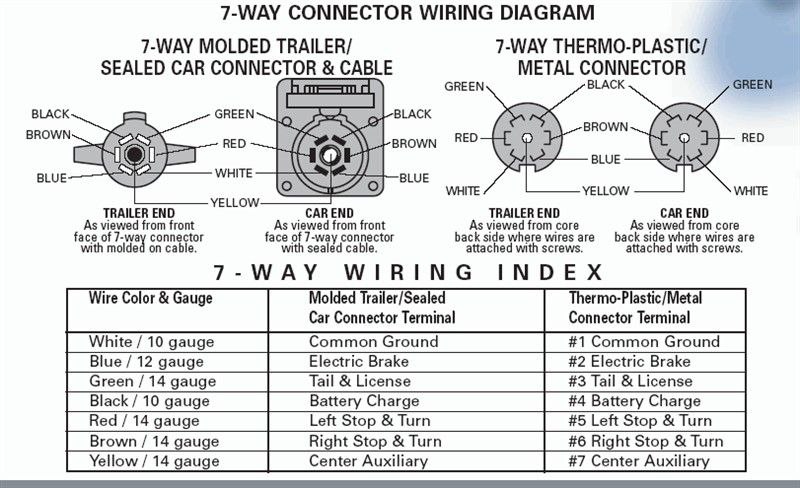 7-WAY CONNECTOR WIRING DIAGRAM
7-WAY MOLDED TRAILER/
SEALED CAR CONNECTOR & CABLE
7-WAY THERMO-PLASTIC/
METAL CONNECTOR
BLACK
GREEN
BLACK
BROWN
RED
BROWN
BLUE
WHITE
BLUE
YELLOW
GREEN
BLACK
GREEN
RED
BROWN
RED
BLUE
WHITE
YELLOW
WHITE
TRAILER END
As viewed from front
face of 7-way connector
with molded on cable.
CAR END
As viewed from front
face of 7-way connector
with sealed cable.
TRAILER END
As viewed from core
back side where wires are
attached with screws.
CAR END
As viewed from core
back side where wires are
attached with screws.
7 - WAY WIRING INDEX
Wire Color & Gauge
Molded Trailer/Sealed
Car Connector Terminal
Thermo-Plastic/Metal
Connector Terminal
White / 10 gauge Common Ground #1 Common Ground
Blue / 12 gauge Electric Brake #2 Electric Brake
Green / 14 gauge Tail & License #3 Tail & License
Black / 10 gauge Battery Charge #4 Battery Charge
Red / 14 gauge Left Stop & Turn #5 Left Stop & Turn
Brown / 14 gauge Right Stop & Turn #6 Right Stop & Turn
Yellow / 14 gauge Center Auxiliary #7 Center Auxiliary